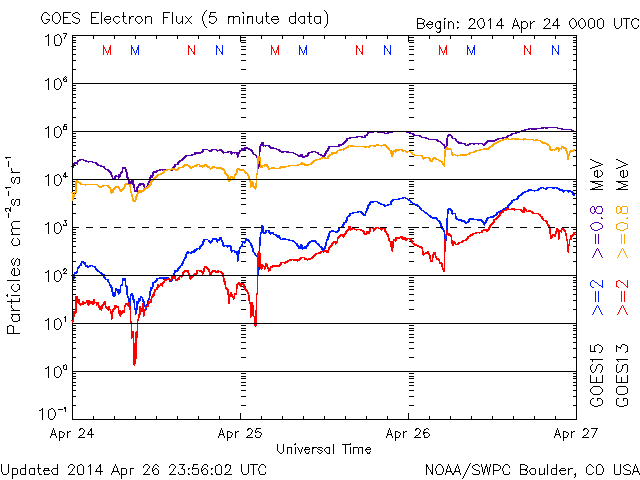 GOES Electron Flux (5 minute data)
Begin: 2014 Apr 24 0000 UTC
10⁷
M M N N M M N N M M N N
10⁶
10⁵
10⁴
10³
10²
10¹
10⁰
10⁻¹
Particles cm⁻²s⁻¹sr⁻¹
Apr 24 Apr 25 Apr 26 Apr 27
Universal Time
GOES15 >=2 >=0.8 MeV
GOES13 >=2 >=0.8 MeV
Updated 2014 Apr 26 23:56:02 UTC
NOAA/SWPC Boulder, CO USA